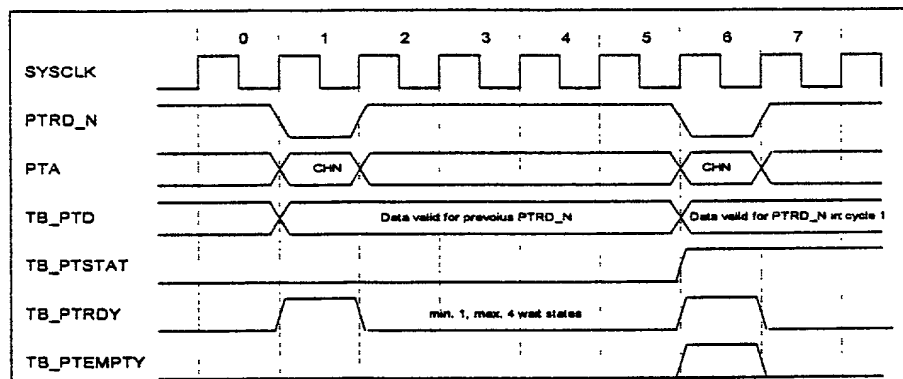 0 1 2 3 4 5 6 7
SYSCLK
PTRD_N
PTA CHN CHN
TB_PTD Data valid for prevoius PTRD_N Data valid for PTRD_N in cycle 1
TB_PTSTAT
TB_PTRDY min. 1, max. 4 wait states
TB_PTEMPTY